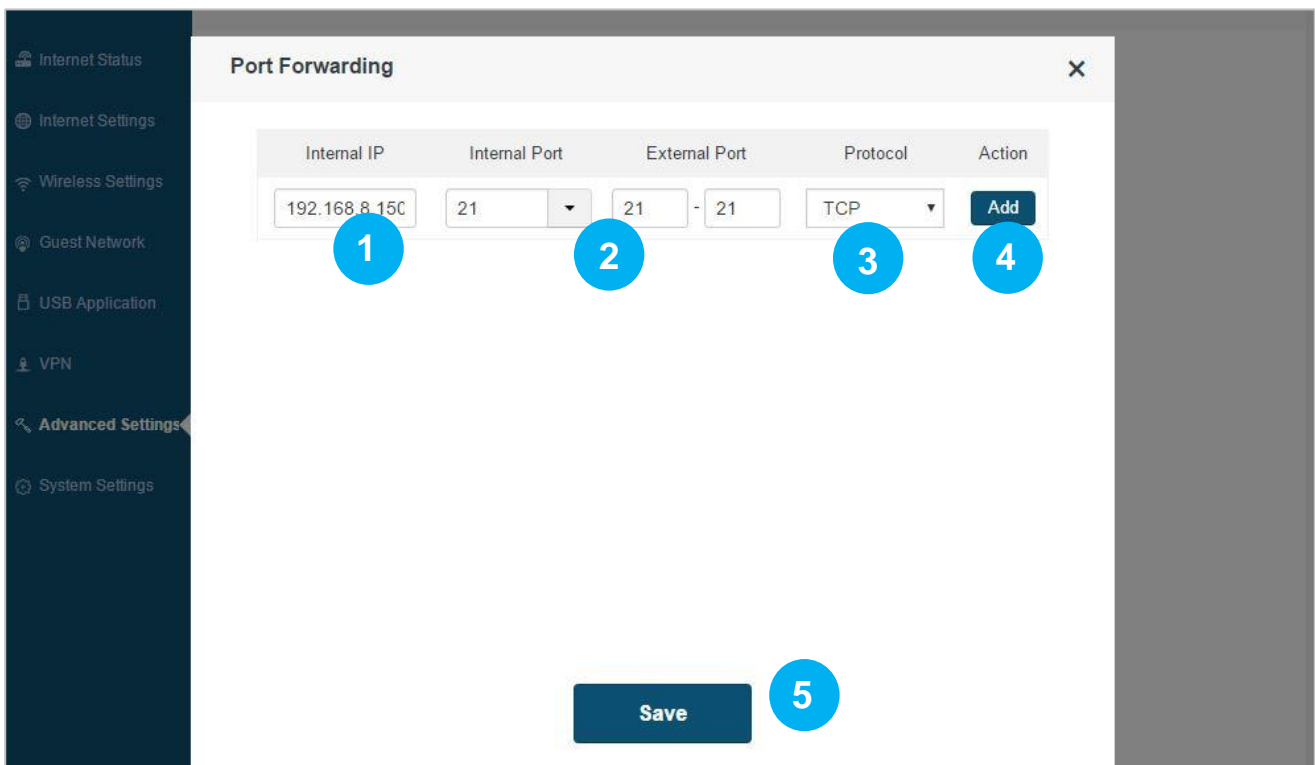 Internet Status
Internet Settings
Wireless Settings
Guest Network
USB Application
VPN
Advanced Settings
System Settings
Port Forwarding
×
Internal IP Internal Port External Port Protocol Action
192.168.8.150 21 21 - 21 TCP Add
1 2 3 4
Save 5